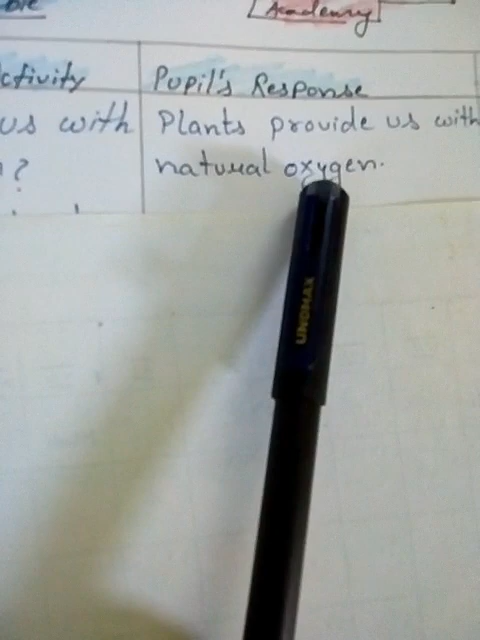 Academy
ctivity Pupil's Response
us with Plants provide us with
? natural oxygen.
UNOMAX